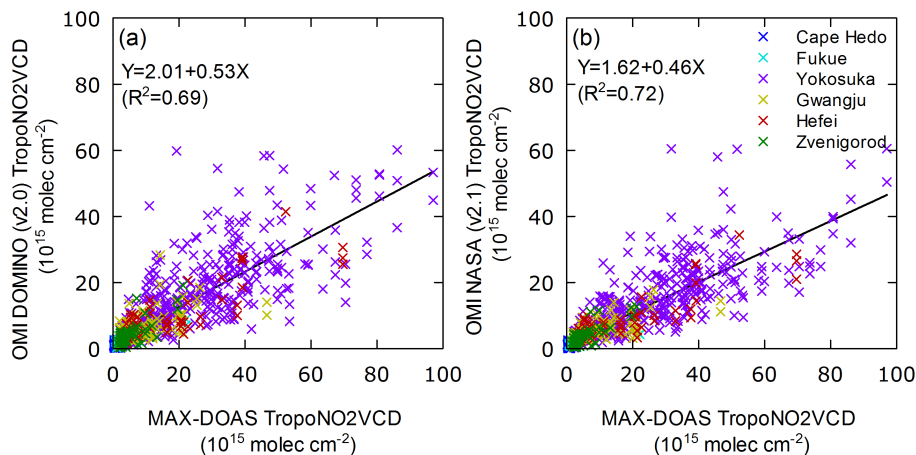 100
80
60
40
20
0
0
20
40
60
80
100
OMI DOMINO (v2.0) TropoNO2VCD
(10¹⁵ molec cm⁻²)
(a)
Y=2.01+0.53X
(R²=0.69)
MAX-DOAS TropoNO2VCD
(10¹⁵ molec cm⁻²)
100
80
60
40
20
0
0
20
40
60
80
100
OMI NASA (v2.1) TropoNO2VCD
(10¹⁵ molec cm⁻²)
(b)
Y=1.62+0.46X
(R²=0.72)
Cape Hedo
Fukue
Yokosuka
Gwangju
Hefei
Zvenigorod
MAX-DOAS TropoNO2VCD
(10¹⁵ molec cm⁻²)